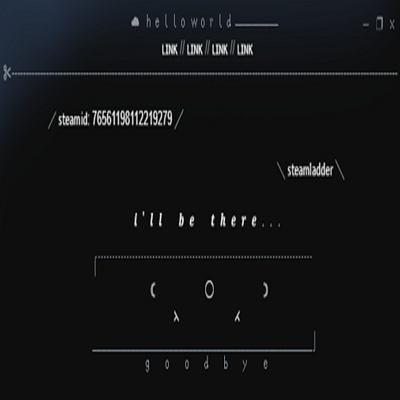 helloworld
LINK // LINK // LINK // LINK
/ steamid: 76561198112219279 /
\ steamladder \
i'll be there...
goodbye